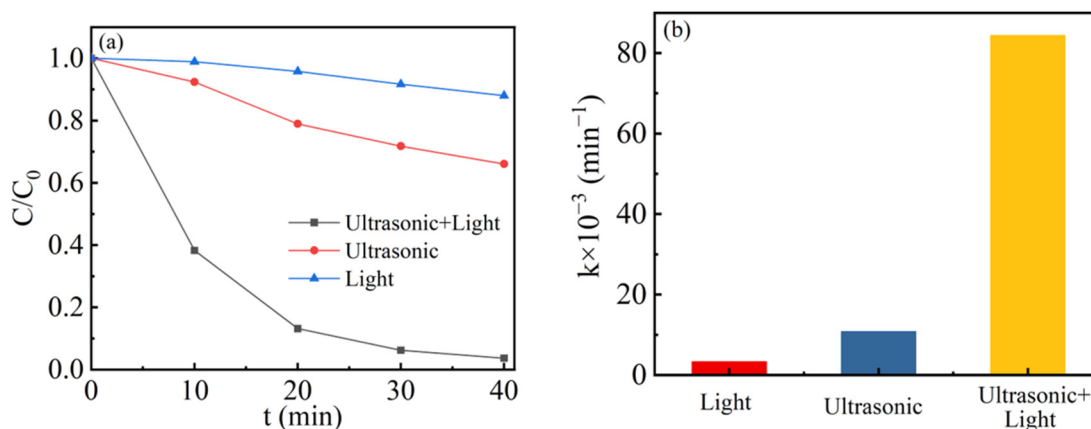 (a)
1.0
0.8
0.6
0.4
0.2
0.0
C/C₀
Ultrasonic+Light
Ultrasonic
Light
0 10 20 30 40
t (min)
(b)
80
60
40
20
0
k×10⁻³ (min⁻¹)
Light Ultrasonic Ultrasonic+
Light